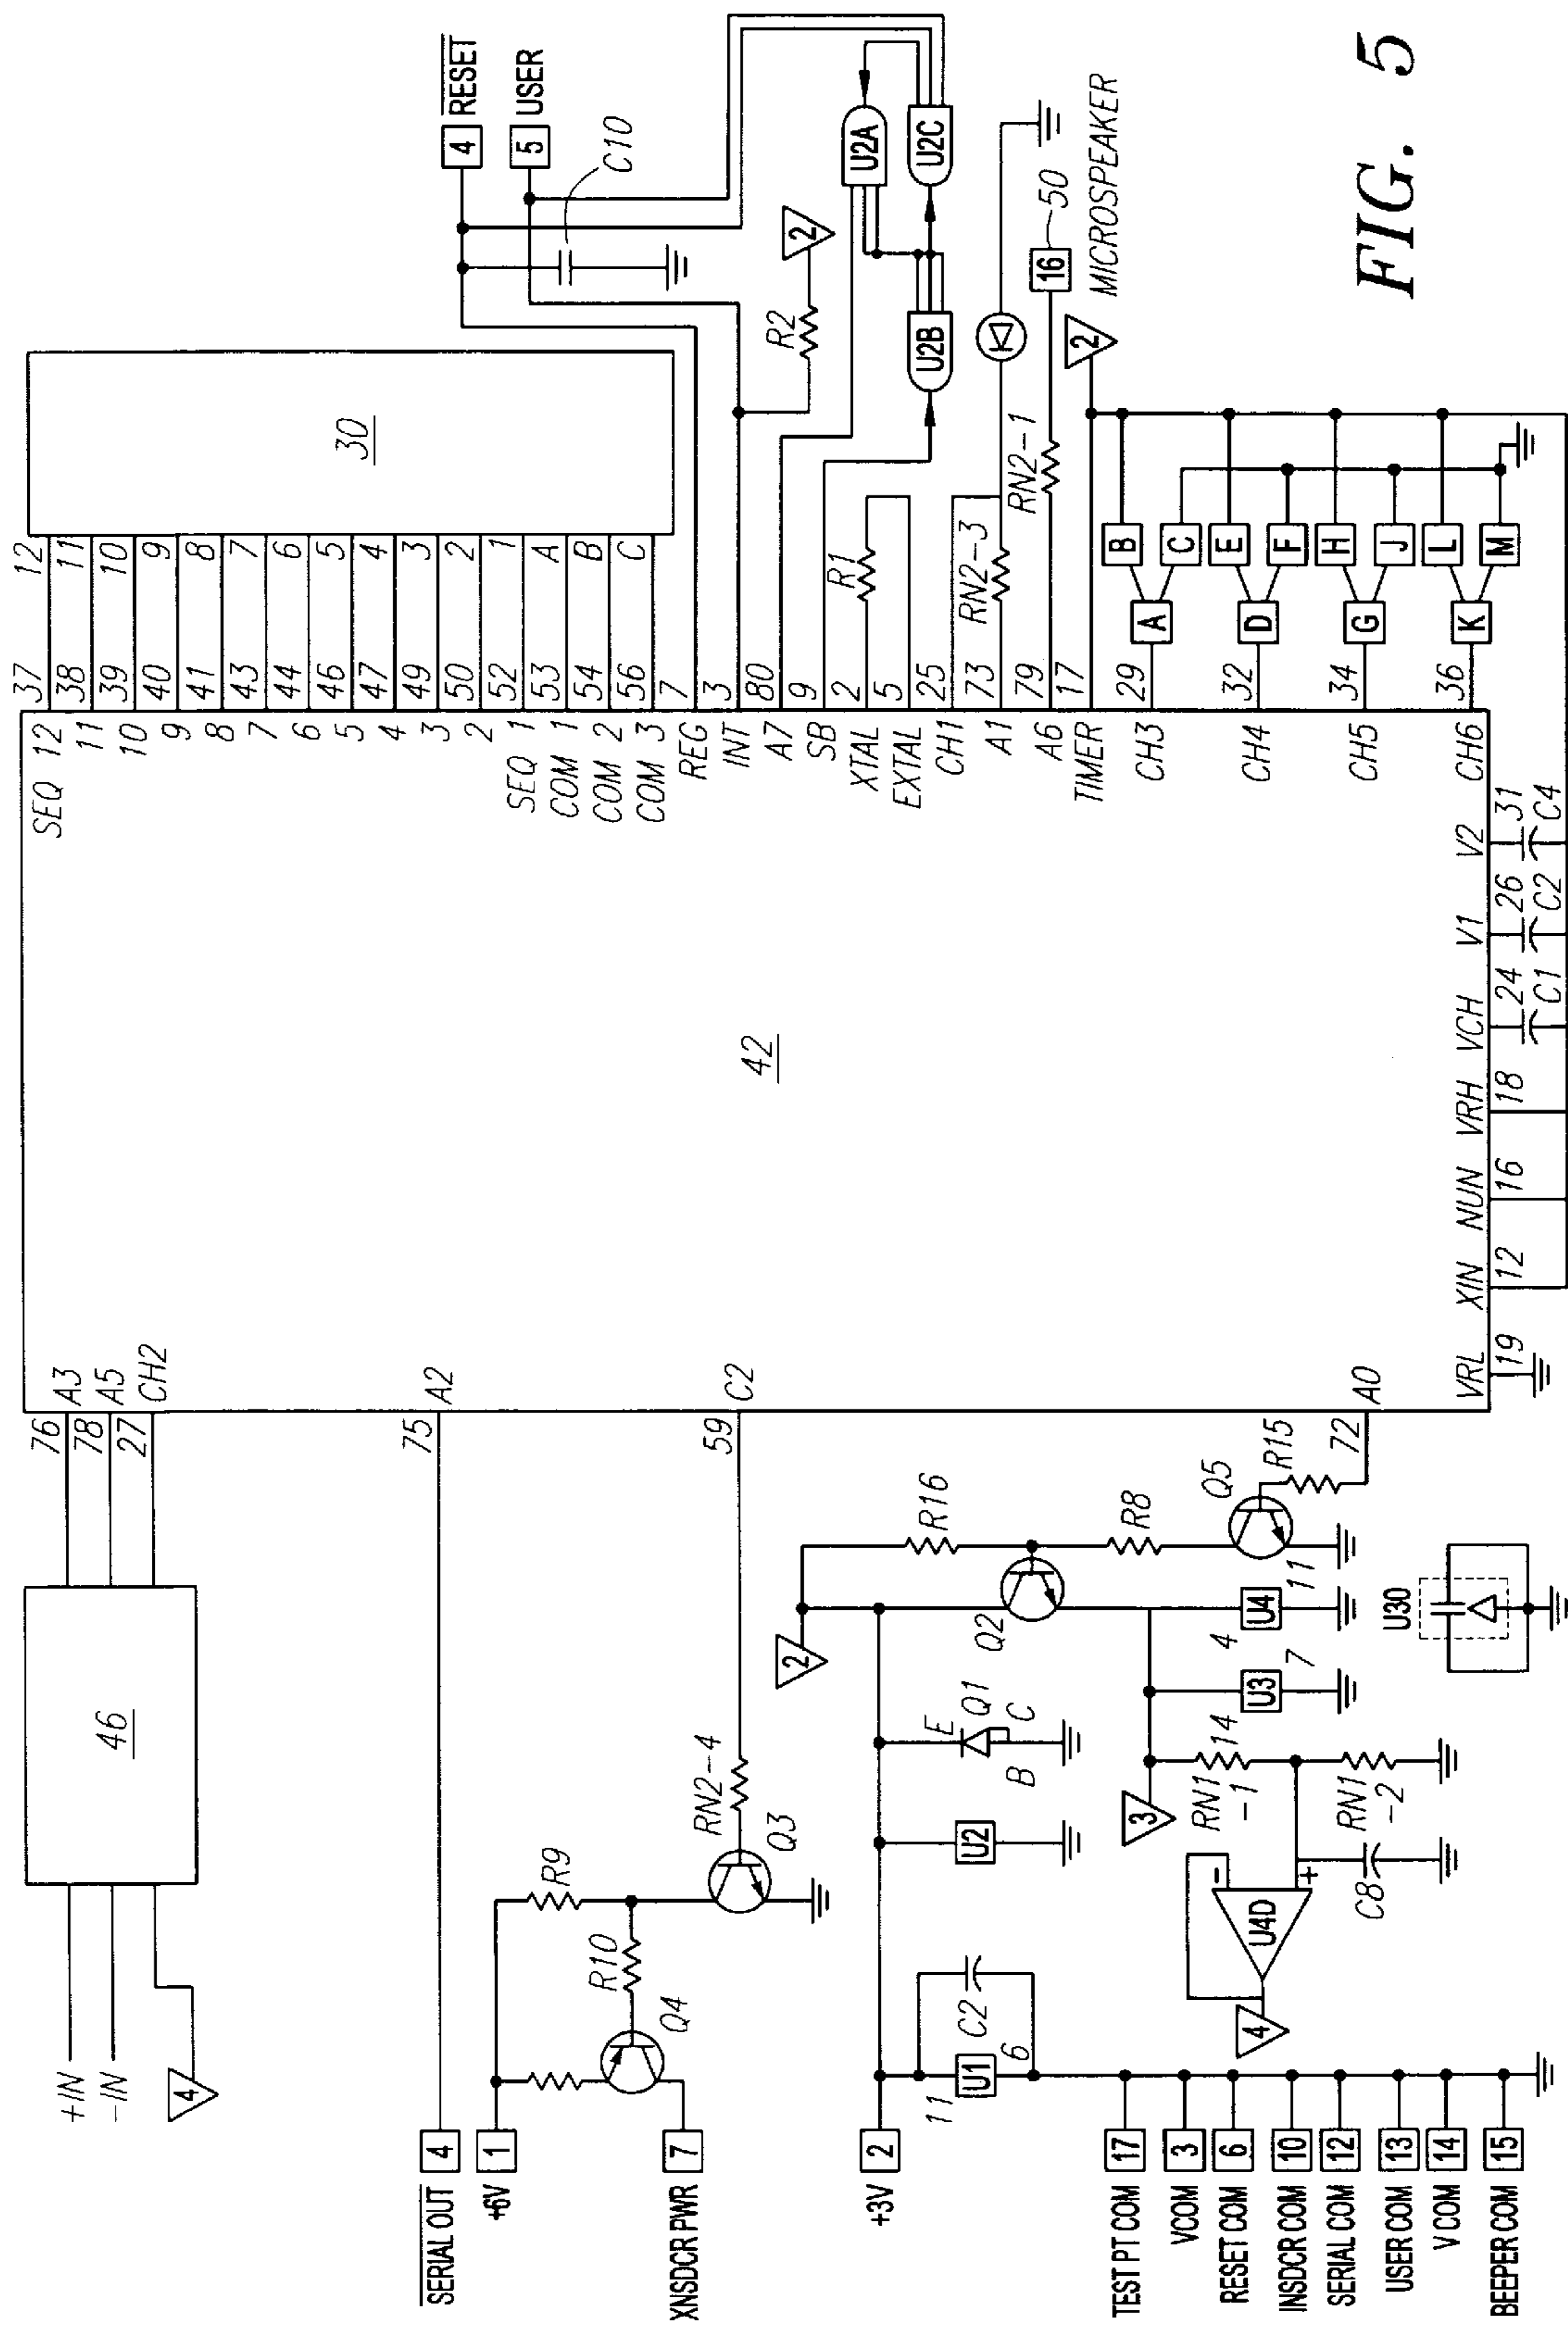 +IN
-IN
4
46
76 A3
78 A5
27 CH2
SERIAL OUT 4
75 A2
+6V 1
XNSDCR PWR 7
R9
R10
Q4
Q3
RN2-4
59 C2
+3V 2
11
U1
6
C2
U2
E
Q1
B
C
2
Q2
R16
R8
Q5
R15
72 A0
4
U4
11
U3
7
14
3
RN1
-1
RN1
-2
C8
U4D
-
+
4
U30
TEST PT COM 17
VCOM 3
RESET COM 6
INSDCR COM 10
SERIAL COM 12
USER COM 13
V COM 14
BEEPER COM 15
42
VRL 19
XIN 12
NUN 16
VRH 18
VCH 24 C1
V1 26 C2
V2 31 C4
SEQ 12 37 12
11 38 11
10 39 10
9 40 9
8 41 8
7 43 7
6 44 6
5 46 5
4 47 4
3 49 3
2 50 2
SEQ 1 52 1
COM 1 53 A
COM 2 54 B
COM 3 56 C
REG 7
INT 3
A7 80
SB 9
XTAL 2
EXTAL 5
CH1 25
A1 73
A6 79
TIMER 17
CH3 29
CH4 32
CH5 34
CH6 36
30
4 RESET
5 USER
C10
R2
2
U2A
U2B
U2C
R1
RN2-3
RN2-1
16
50
MICROSPEAKER
2
A
B
C
D
E
F
G
H
J
K
L
M
FIG. 5